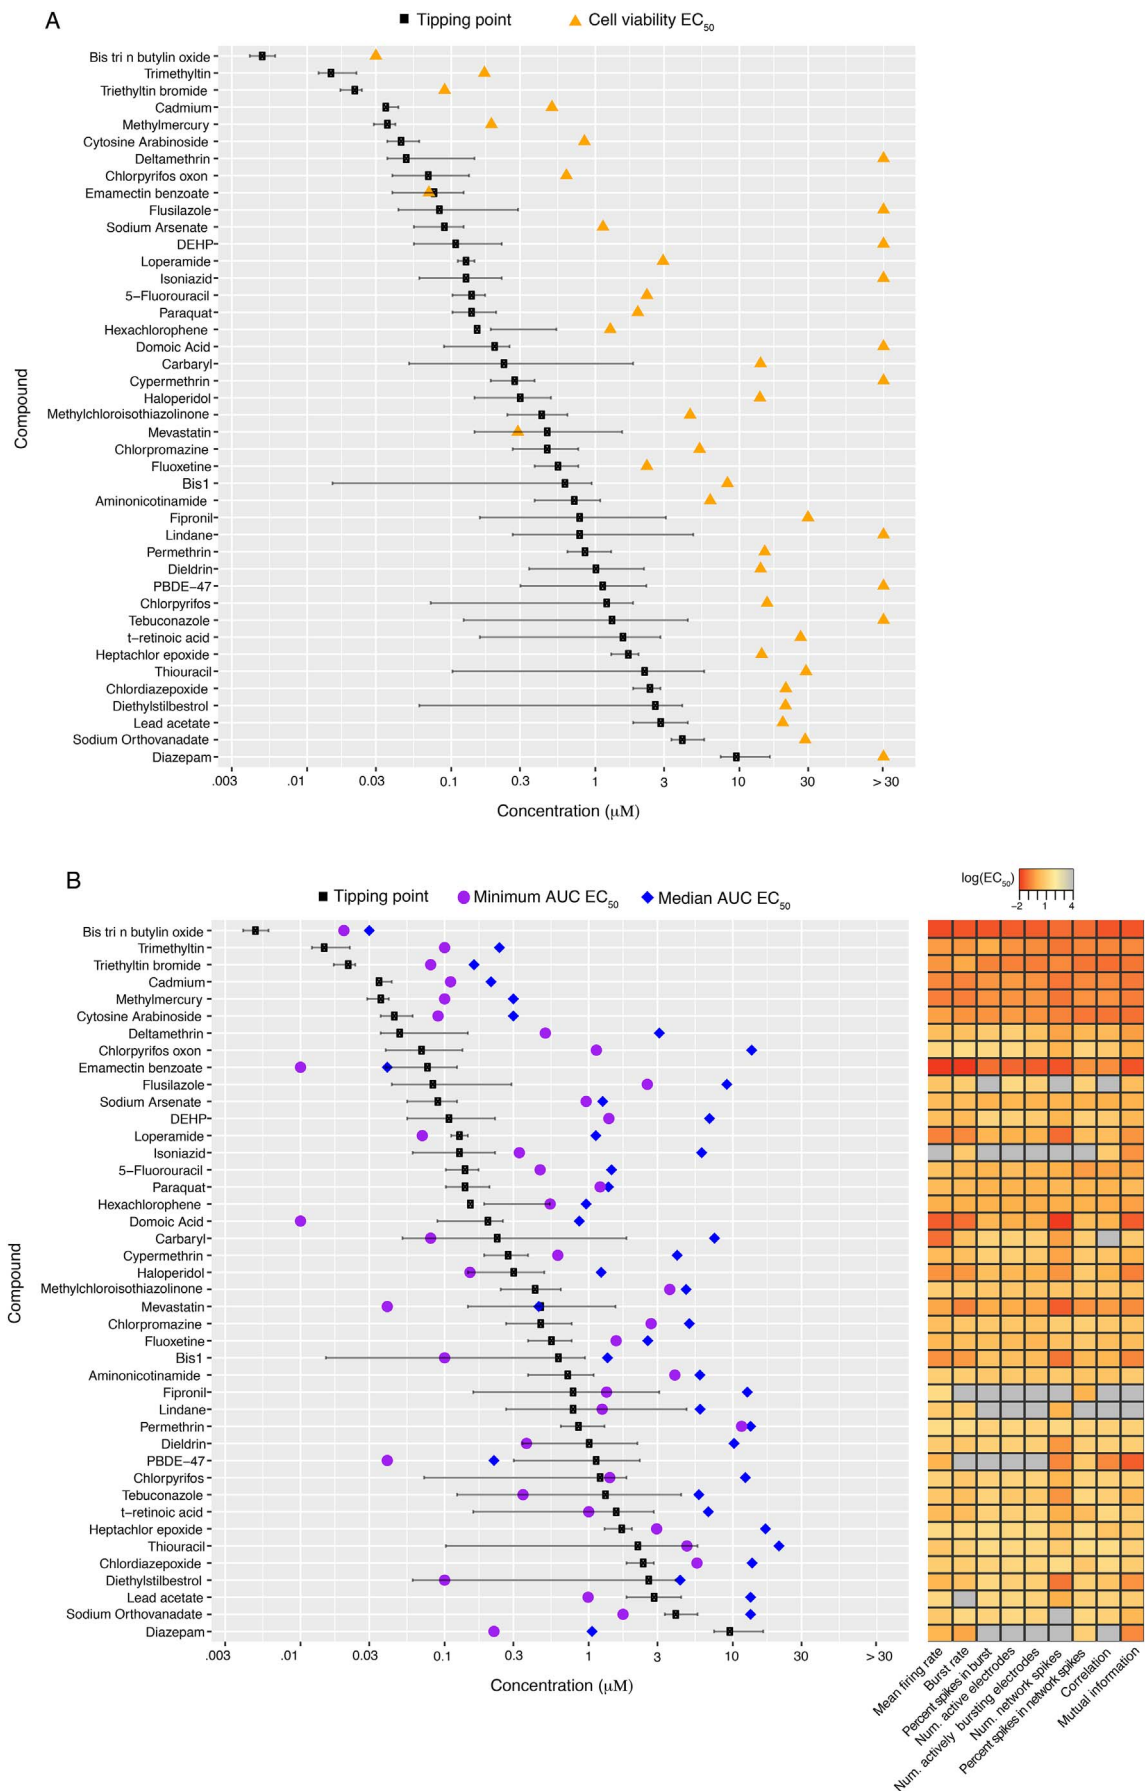 A
Tipping point
Cell viability EC50
Bis tri n butylin oxide
Trimethyltin
Triethyltin bromide
Cadmium
Methylmercury
Cytosine Arabinoside
Deltamethrin
Chlorpyrifos oxon
Emamectin benzoate
Flusilazole
Sodium Arsenate
DEHP
Loperamide
Isoniazid
5−Fluorouracil
Paraquat
Hexachlorophene
Domoic Acid
Carbaryl
Cypermethrin
Haloperidol
Methylchloroisothiazolinone
Mevastatin
Chlorpromazine
Fluoxetine
Bis1
Aminonicotinamide
Fipronil
Lindane
Permethrin
Dieldrin
PBDE−47
Chlorpyrifos
Tebuconazole
t−retinoic acid
Heptachlor epoxide
Thiouracil
Chlordiazepoxide
Diethylstilbestrol
Lead acetate
Sodium Orthovanadate
Diazepam
Compound
.003 .01 0.03 0.1 0.3 1 3 10 30 > 30
Concentration (μM)
B
Tipping point
Minimum AUC EC50
Median AUC EC50
log(EC50)
−2 1 4
Bis tri n butylin oxide
Trimethyltin
Triethyltin bromide
Cadmium
Methylmercury
Cytosine Arabinoside
Deltamethrin
Chlorpyrifos oxon
Emamectin benzoate
Flusilazole
Sodium Arsenate
DEHP
Loperamide
Isoniazid
5−Fluorouracil
Paraquat
Hexachlorophene
Domoic Acid
Carbaryl
Cypermethrin
Haloperidol
Methylchloroisothiazolinone
Mevastatin
Chlorpromazine
Fluoxetine
Bis1
Aminonicotinamide
Fipronil
Lindane
Permethrin
Dieldrin
PBDE−47
Chlorpyrifos
Tebuconazole
t−retinoic acid
Heptachlor epoxide
Thiouracil
Chlordiazepoxide
Diethylstilbestrol
Lead acetate
Sodium Orthovanadate
Diazepam
Compound
.003 .01 0.03 0.1 0.3 1 3 10 30 > 30
Concentration (μM)
Mean firing rate
Burst rate
Percent spikes in burst
Num. active electrodes
Num. actively bursting electrodes
Num. network spikes
Percent spikes in network spikes
Correlation
Mutual information